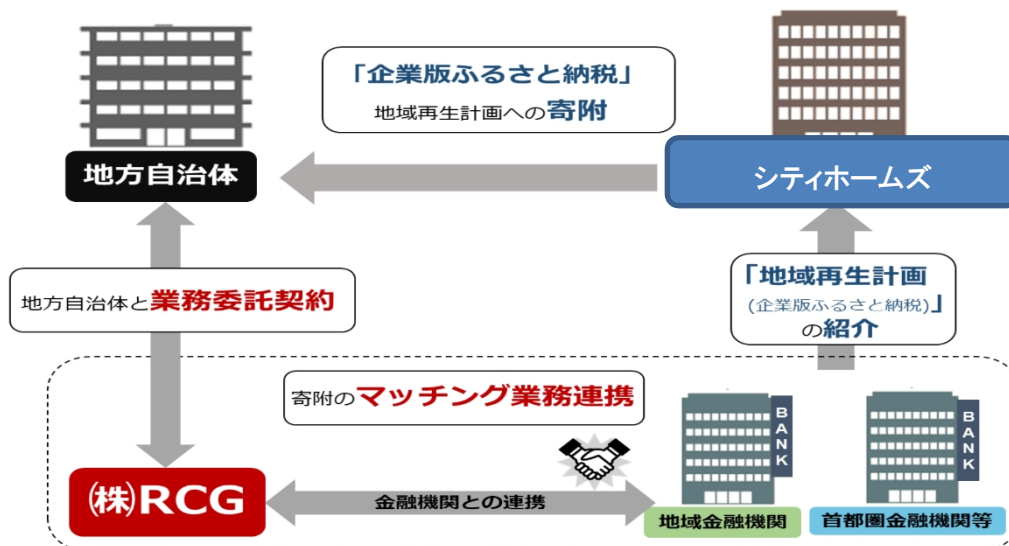 「企業版ふるさと納税」
地域再生計画への寄附
地方自治体
シティホームズ
地方自治体と業務委託契約
「地域再生計画
(企業版ふるさと納税)」
の紹介
寄附のマッチング業務連携
BANK
BANK
㈱RCG
金融機関との連携
地域金融機関
首都圏金融機関等